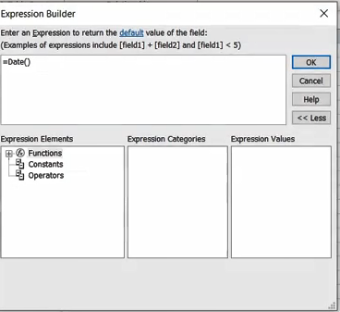 Expression Builder
Enter an Expression to return the default value of the field:
(Examples of expressions include [field1] + [field2] and [field1] < 5)
=Date()
OK
Cancel
Help
<< Less
Expression Elements
Expression Categories
Expression Values
Functions
Constants
Operators